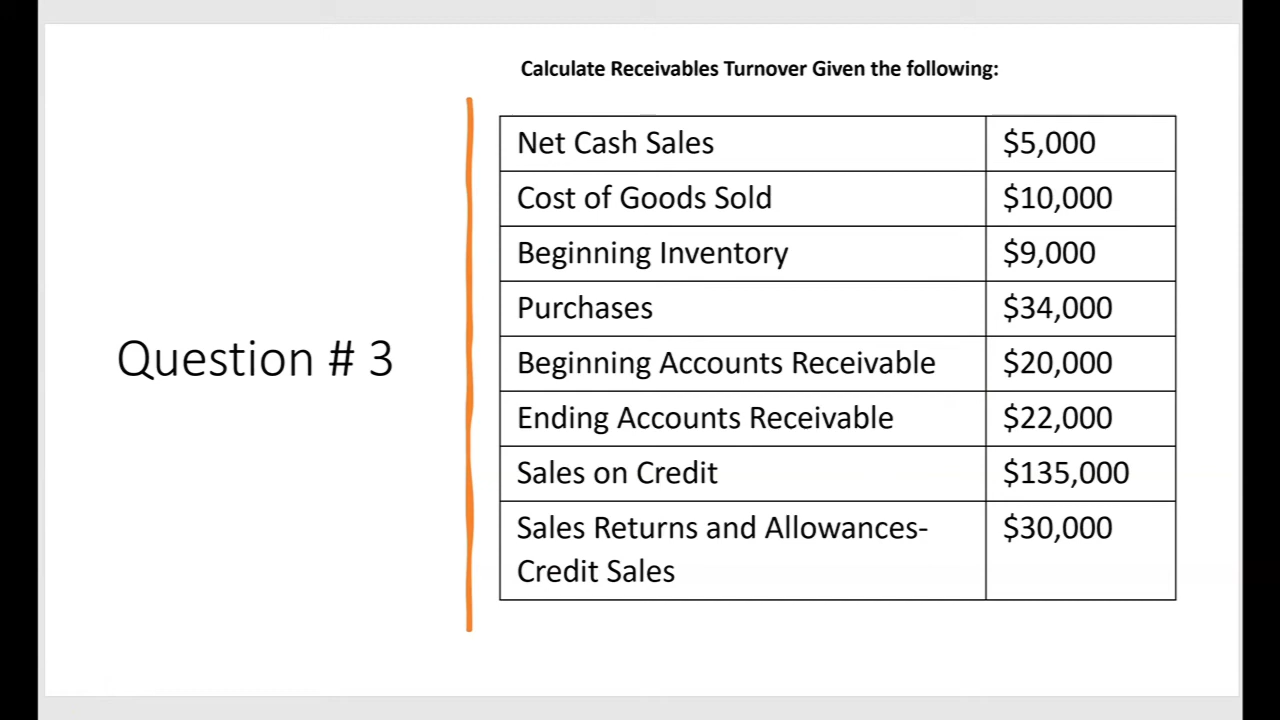 Calculate Receivables Turnover Given the following:
Question # 3
Net Cash Sales $5,000
Cost of Goods Sold $10,000
Beginning Inventory $9,000
Purchases $34,000
Beginning Accounts Receivable $20,000
Ending Accounts Receivable $22,000
Sales on Credit $135,000
Sales Returns and Allowances- $30,000
Credit Sales